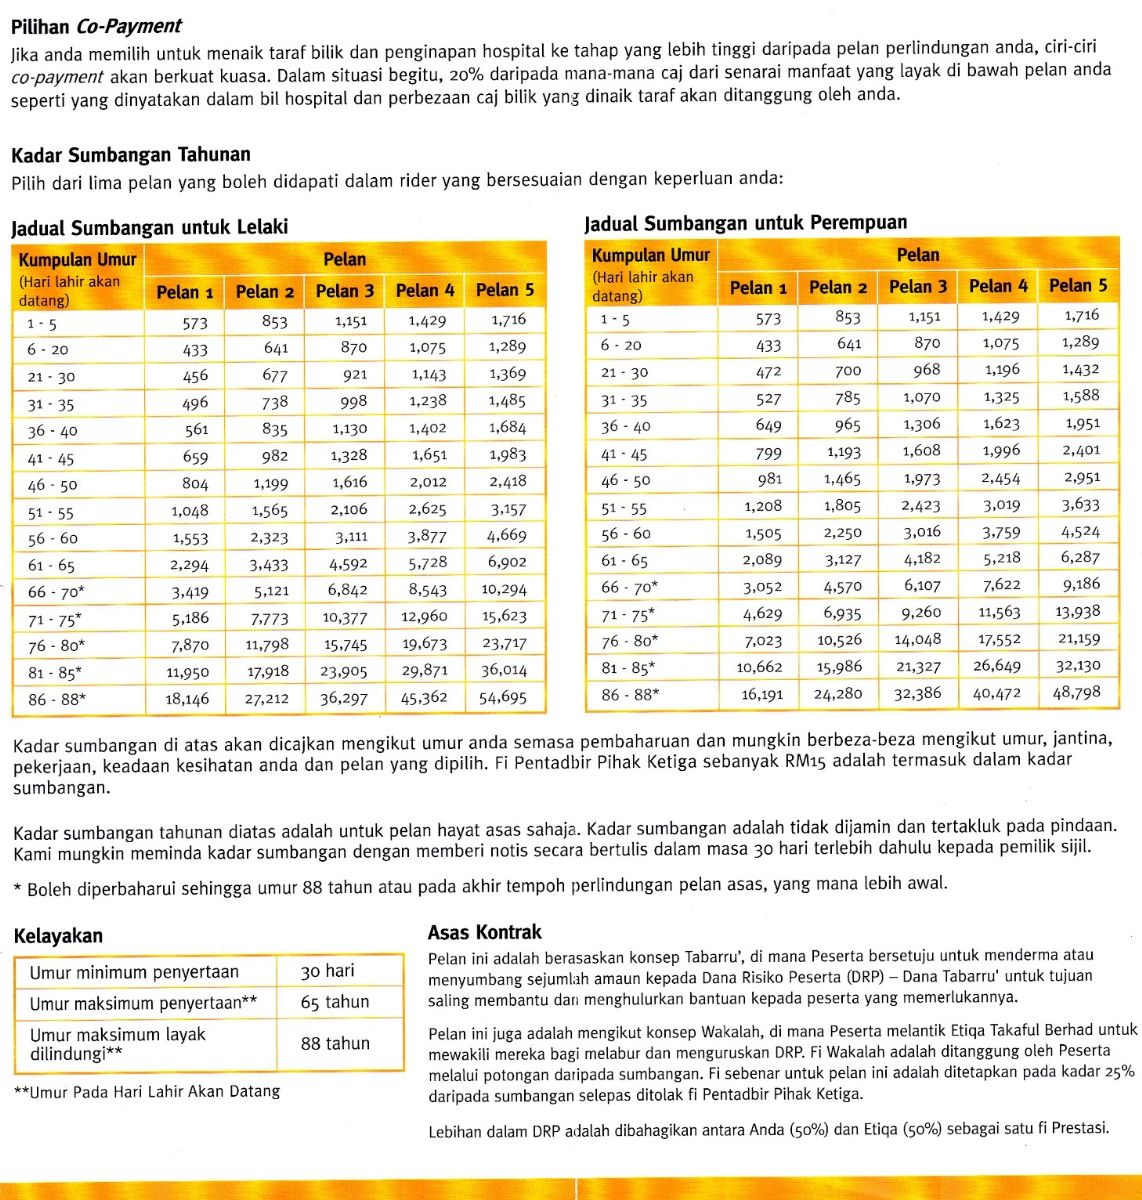 Pilihan Co-Payment
Jika anda memilih untuk menaik taraf bilik dan penginapan hospital ke tahap yang lebih tinggi daripada pelan perlindungan anda, ciri-ciri
co-payment akan berkuat kuasa. Dalam situasi begitu, 20% daripada mana-mana caj dari senarai manfaat yang layak di bawah pelan anda
seperti yang dinyatakan dalam bil hospital dan perbezaan caj bilik yang dinaik taraf akan ditanggung oleh anda.
Kadar Sumbangan Tahunan
Pilih dari lima pelan yang boleh didapati dalam rider yang bersesuaian dengan keperluan anda:
Jadual Sumbangan untuk Lelaki
Kumpulan Umur Pelan
(Hari lahir akan
datang) Pelan 1 Pelan 2 Pelan 3 Pelan 4 Pelan 5
1 - 5 573 853 1,151 1,429 1,716
6 - 20 433 641 870 1,075 1,289
21 - 30 456 677 921 1,143 1,369
31 - 35 496 738 998 1,238 1,485
36 - 40 561 835 1,130 1,402 1,684
41 - 45 659 982 1,328 1,651 1,983
46 - 50 804 1,199 1,616 2,012 2,418
51 - 55 1,048 1,565 2,106 2,625 3,157
56 - 60 1,553 2,323 3,111 3,877 4,669
61 - 65 2,294 3,433 4,592 5,728 6,902
66 - 70* 3,419 5,121 6,842 8,543 10,294
71 - 75* 5,186 7,773 10,377 12,960 15,623
76 - 80* 7,870 11,798 15,745 19,673 23,717
81 - 85* 11,950 17,918 23,905 29,871 36,014
86 - 88* 18,146 27,212 36,297 45,362 54,695
Jadual Sumbangan untuk Perempuan
Kumpulan Umur Pelan
(Hari lahir akan
datang) Pelan 1 Pelan 2 Pelan 3 Pelan 4 Pelan 5
1 - 5 573 853 1,151 1,429 1,716
6 - 20 433 641 870 1,075 1,289
21 - 30 472 700 968 1,196 1,432
31 - 35 527 785 1,070 1,325 1,588
36 - 40 649 965 1,306 1,623 1,951
41 - 45 799 1,193 1,608 1,996 2,401
46 - 50 981 1,465 1,973 2,454 2,951
51 - 55 1,208 1,805 2,423 3,019 3,633
56 - 60 1,505 2,250 3,016 3,759 4,524
61 - 65 2,089 3,127 4,182 5,218 6,287
66 - 70* 3,052 4,570 6,107 7,622 9,186
71 - 75* 4,629 6,935 9,260 11,563 13,938
76 - 80* 7,023 10,526 14,048 17,552 21,159
81 - 85* 10,662 15,986 21,327 26,649 32,130
86 - 88* 16,191 24,280 32,386 40,472 48,798
Kadar sumbangan di atas akan dicajkan mengikut umur anda semasa pembaharuan dan mungkin berbeza-beza mengikut umur, jantina,
pekerjaan, keadaan kesihatan anda dan pelan yang dipilih. Fi Pentadbir Pihak Ketiga sebanyak RM15 adalah termasuk dalam kadar
sumbangan.
Kadar sumbangan tahunan diatas adalah untuk pelan hayat asas sahaja. Kadar sumbangan adalah tidak dijamin dan tertakluk pada pindaan.
Kami mungkin meminda kadar sumbangan dengan memberi notis secara bertulis dalam masa 30 hari terlebih dahulu kepada pemilik sijil.
* Boleh diperbaharui sehingga umur 88 tahun atau pada akhir tempoh perlindungan pelan asas, yang mana lebih awal.
Kelayakan
Umur minimum penyertaan 30 hari
Umur maksimum penyertaan** 65 tahun
Umur maksimum layak
dilindungi** 88 tahun
**Umur Pada Hari Lahir Akan Datang
Asas Kontrak
Pelan ini adalah berasaskan konsep Tabarru', di mana Peserta bersetuju untuk menderma atau
menyumbang sejumlah amaun kepada Dana Risiko Peserta (DRP) – Dana Tabarru' untuk tujuan
saling membantu dan menghulurkan bantuan kepada peserta yang memerlukannya.
Pelan ini juga adalah mengikut konsep Wakalah, di mana Peserta melantik Etiqa Takaful Berhad untuk
mewakili mereka bagi melabur dan menguruskan DRP. Fi Wakalah adalah ditanggung oleh Peserta
melalui potongan daripada sumbangan. Fi sebenar untuk pelan ini adalah ditetapkan pada kadar 25%
daripada sumbangan selepas ditolak fi Pentadbir Pihak Ketiga.
Lebihan dalam DRP adalah dibahagikan antara Anda (50%) dan Etiqa (50%) sebagai satu fi Prestasi.